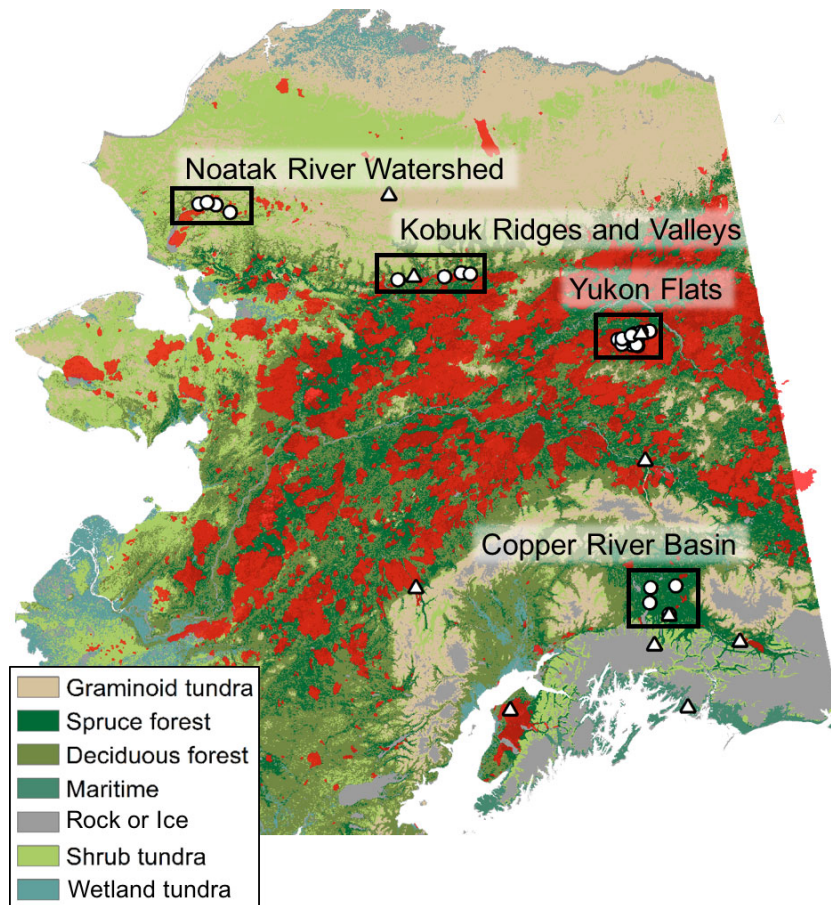 Noatak River Watershed
Kobuk Ridges and Valleys
Yukon Flats
Copper River Basin
Graminoid tundra
Spruce forest
Deciduous forest
Maritime
Rock or Ice
Shrub tundra
Wetland tundra